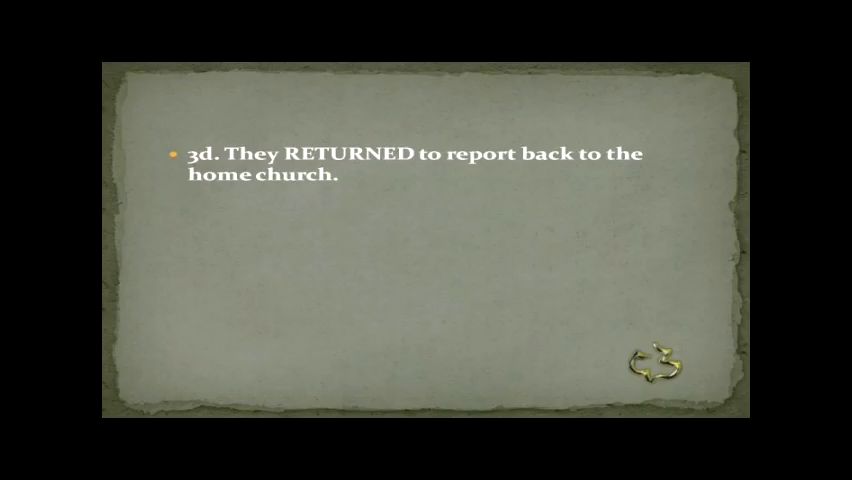 • 3d. They RETURNED to report back to the
home church.